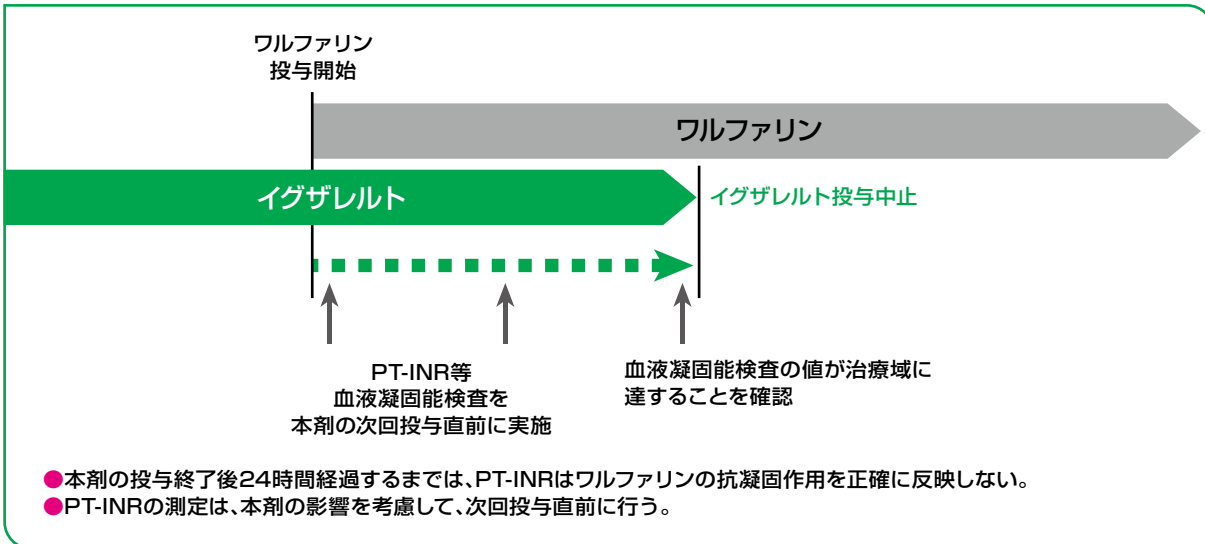 ワルファリン
投与開始
ワルファリン
イグザレルト
イグザレルト投与中止
PT-INR等
血液凝固能検査を
本剤の次回投与直前に実施
血液凝固能検査の値が治療域に
達することを確認
●本剤の投与終了後24時間経過するまでは、PT-INRはワルファリンの抗凝固作用を正確に反映しない。
●PT-INRの測定は、本剤の影響を考慮して、次回投与直前に行う。